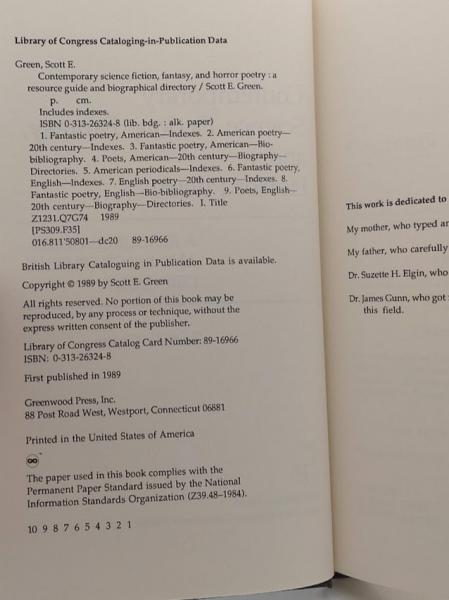 Library of Congress Cataloging-in-Publication Data
Green, Scott E.
Contemporary science fiction, fantasy, and horror poetry : a
resource guide and biographical directory / Scott E. Green.
p. cm.
Includes indexes.
ISBN 0-313-26324-8 (lib. bdg. : alk. paper)
1. Fantastic poetry, American—Indexes. 2. American poetry—
20th century—Indexes. 3. Fantastic poetry, American—Bio-
bibliography. 4. Poets, American—20th century—Biography—
Directories. 5. American periodicals—Indexes. 6. Fantastic poetry,
English—Indexes. 7. English poetry—20th century—Indexes. 8.
Fantastic poetry, English—Bio-bibliography. 9. Poets, English—
20th century—Biography—Directories. I. Title
Z1231.Q7G74 1989
[PS309.F35]
016.811'50801—dc20 89-16966
British Library Cataloguing in Publication Data is available.
Copyright © 1989 by Scott E. Green
All rights reserved. No portion of this book may be
reproduced, by any process or technique, without the
express written consent of the publisher.
Library of Congress Catalog Card Number: 89-16966
ISBN: 0-313-26324-8
First published in 1989
Greenwood Press, Inc.
88 Post Road West, Westport, Connecticut 06881
Printed in the United States of America
The paper used in this book complies with the
Permanent Paper Standard issued by the National
Information Standards Organization (Z39.48-1984).
10 9 8 7 6 5 4 3 2 1
This work is dedicated to
My mother, who typed
My father, who carefully
Dr. Suzette H. Elgin, who
Dr. James Gunn, who got
this field.